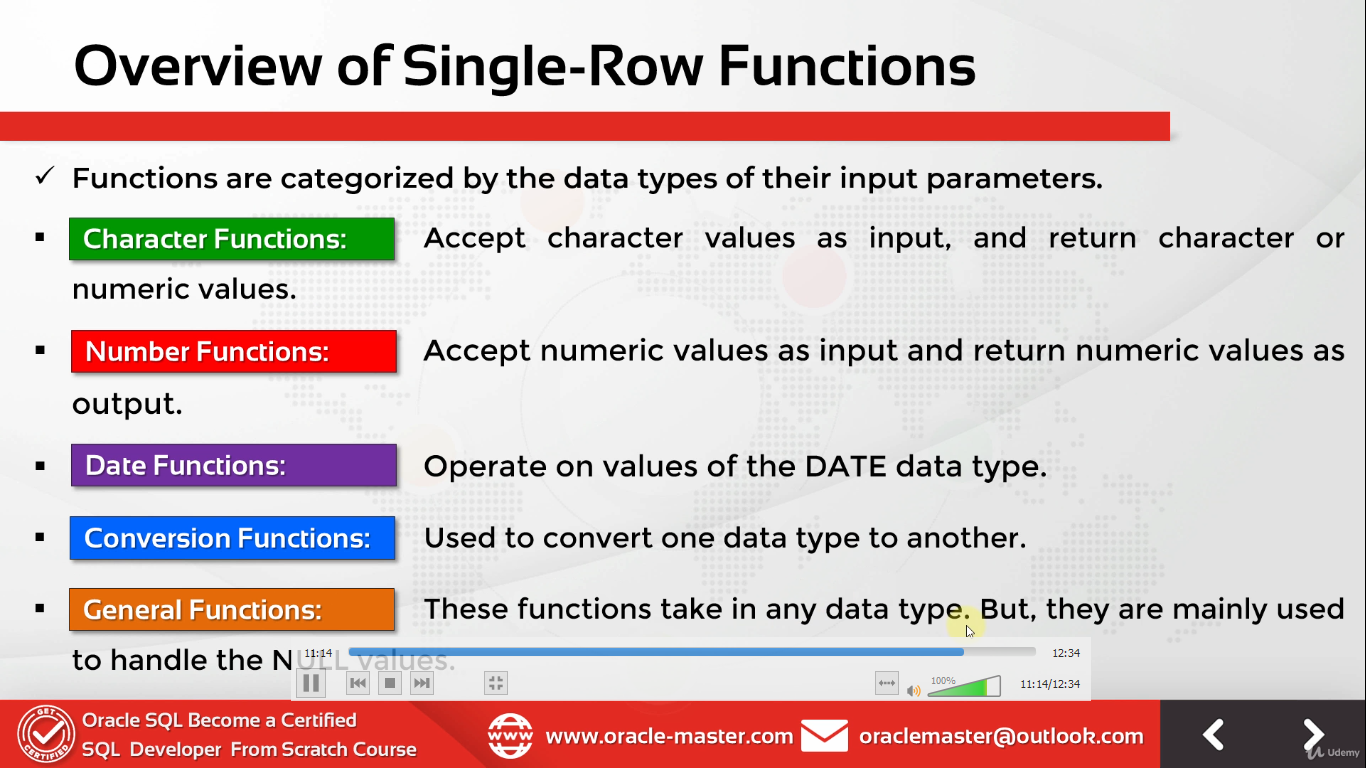 Overview of Single-Row Functions
✓ Functions are categorized by the data types of their input parameters.
▪ Character Functions: Accept character values as input, and return character or
numeric values.
▪ Number Functions: Accept numeric values as input and return numeric values as
output.
▪ Date Functions: Operate on values of the DATE data type.
▪ Conversion Functions: Used to convert one data type to another.
▪ General Functions: These functions take in any data type. But, they are mainly used
to handle the NULL values.
11:14 12:34
100%
11:14/12:34
GET CERTIFIED
Oracle SQL Become a Certified
SQL Developer From Scratch Course
WWW
www.oracle-master.com
oraclemaster@outlook.com
Udemy